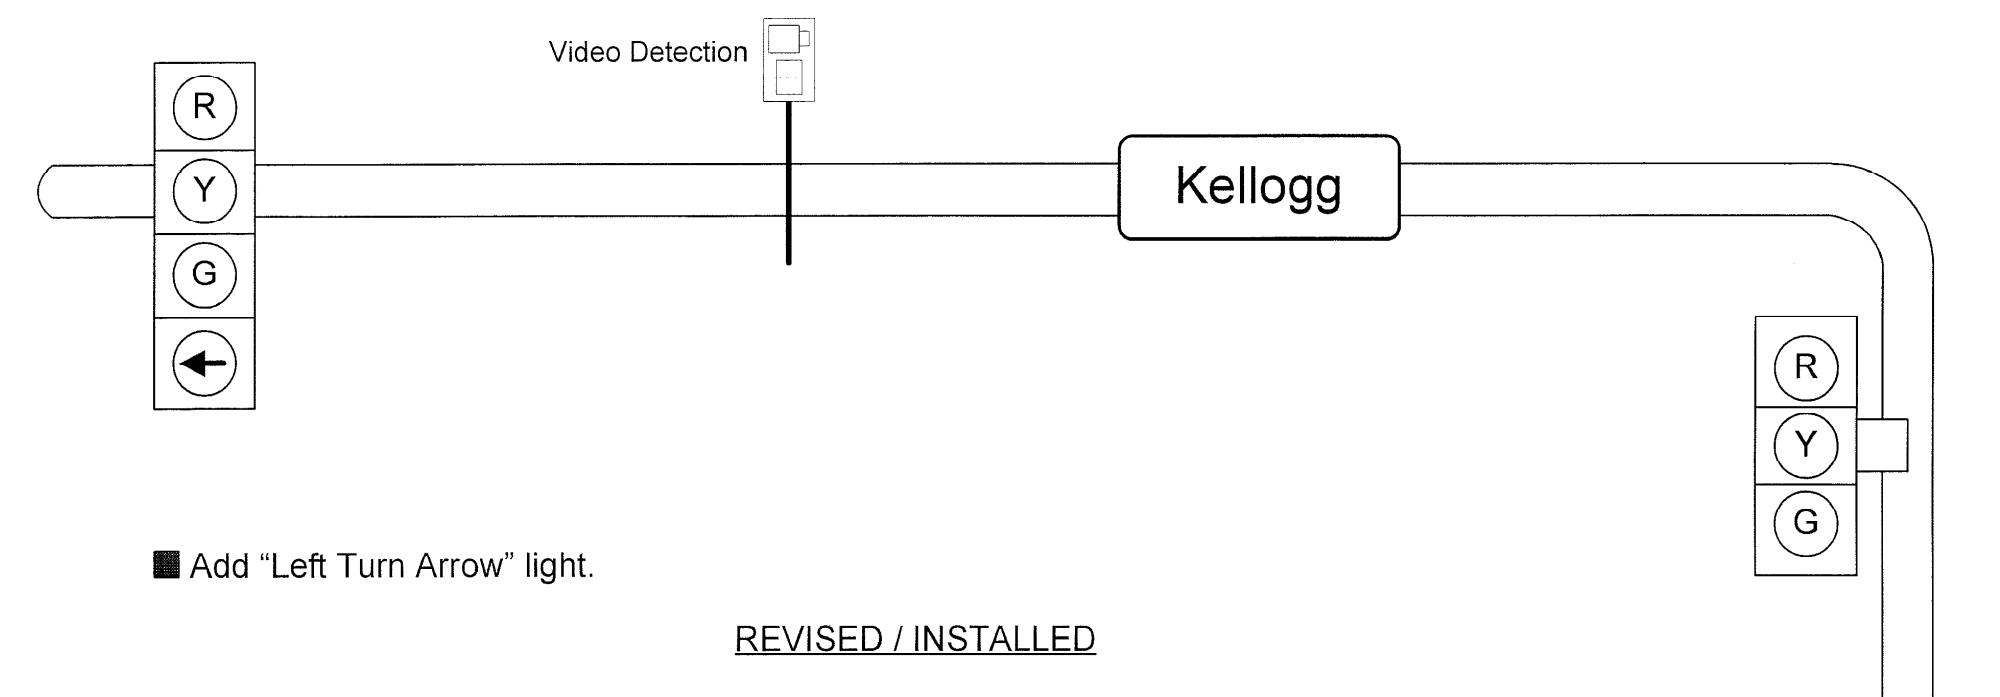 Video Detection
R
Y
G
Kellogg
R
Y
G
Add “Left Turn Arrow” light.
REVISED / INSTALLED